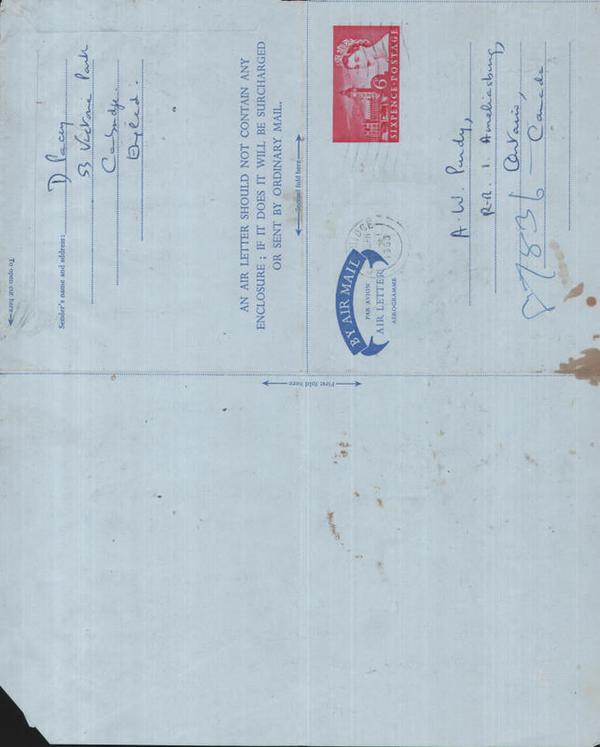 To open cut here
Sender's name and address:
D Pacey
53 Victoria Park
Cambridge.
England.
AN AIR LETTER SHOULD NOT CONTAIN ANY
ENCLOSURE ; IF IT DOES IT WILL BE SURCHARGED
OR SENT BY ORDINARY MAIL.
Second fold here
6D
SIXPENCE·POSTAGE
BY AIR MAIL
PAR AVION
AIR LETTER
AEROGRAMME
A. W. Purdy,
R.R. 1. Ameliasburg,
Ontario,
Canada
First fold here